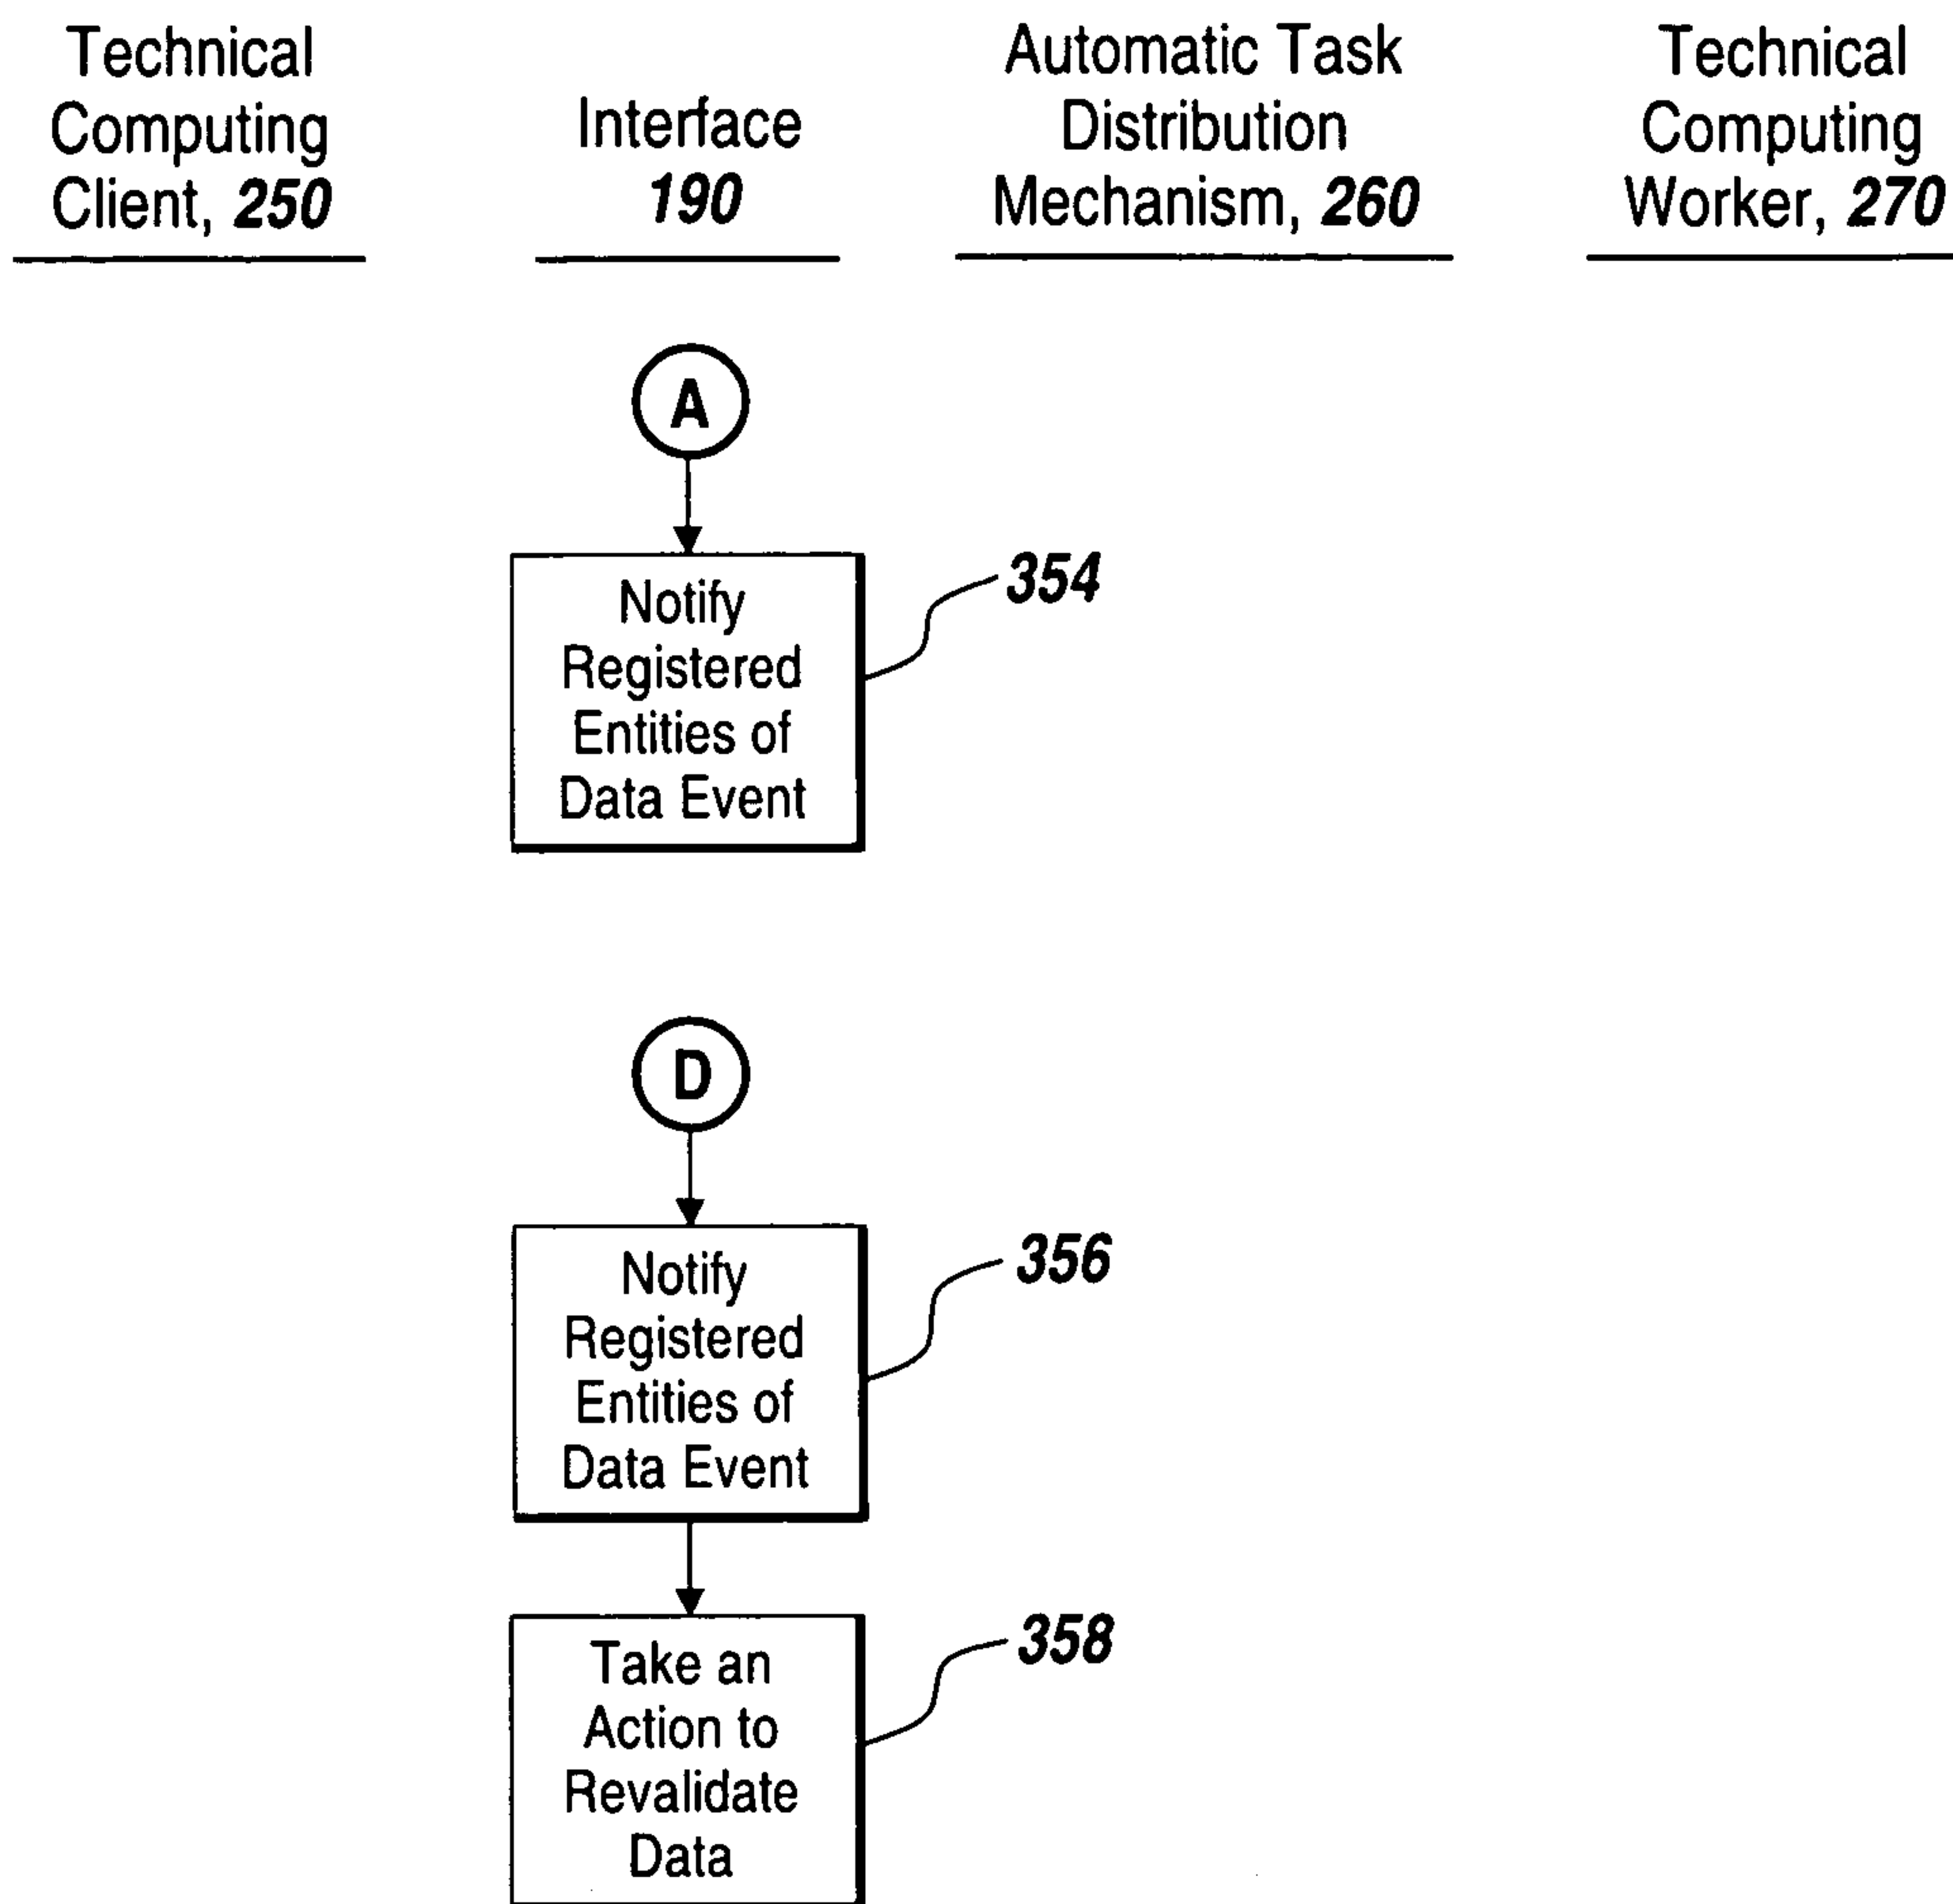 Technical
Computing
Client, 250
Interface
190
Automatic Task
Distribution
Mechanism, 260
Technical
Computing
Worker, 270
A
Notify
Registered
Entities of
Data Event
354
D
Notify
Registered
Entities of
Data Event
356
Take an
Action to
Revalidate
Data
358